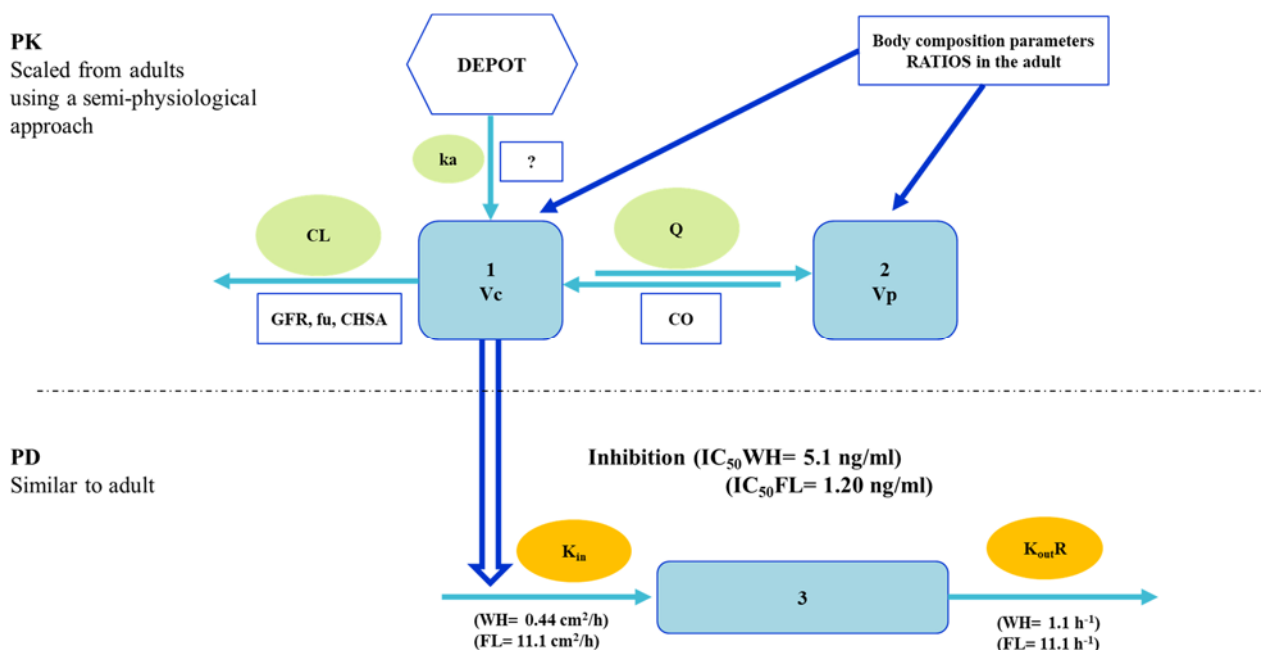 PK
Scaled from adults
using a semi-physiological
approach
DEPOT
Body composition parameters
RATIOS in the adult
ka
?
CL
Q
1
Vc
2
Vp
GFR, fu, CHSA
CO
PD
Similar to adult
Inhibition (IC₅₀WH= 5.1 ng/ml)
(IC₅₀FL= 1.20 ng/ml)
Kᵢₙ
KₒᵤₜR
3
(WH= 0.44 cm²/h)
(FL= 11.1 cm²/h)
(WH= 1.1 h⁻¹)
(FL= 11.1 h⁻¹)